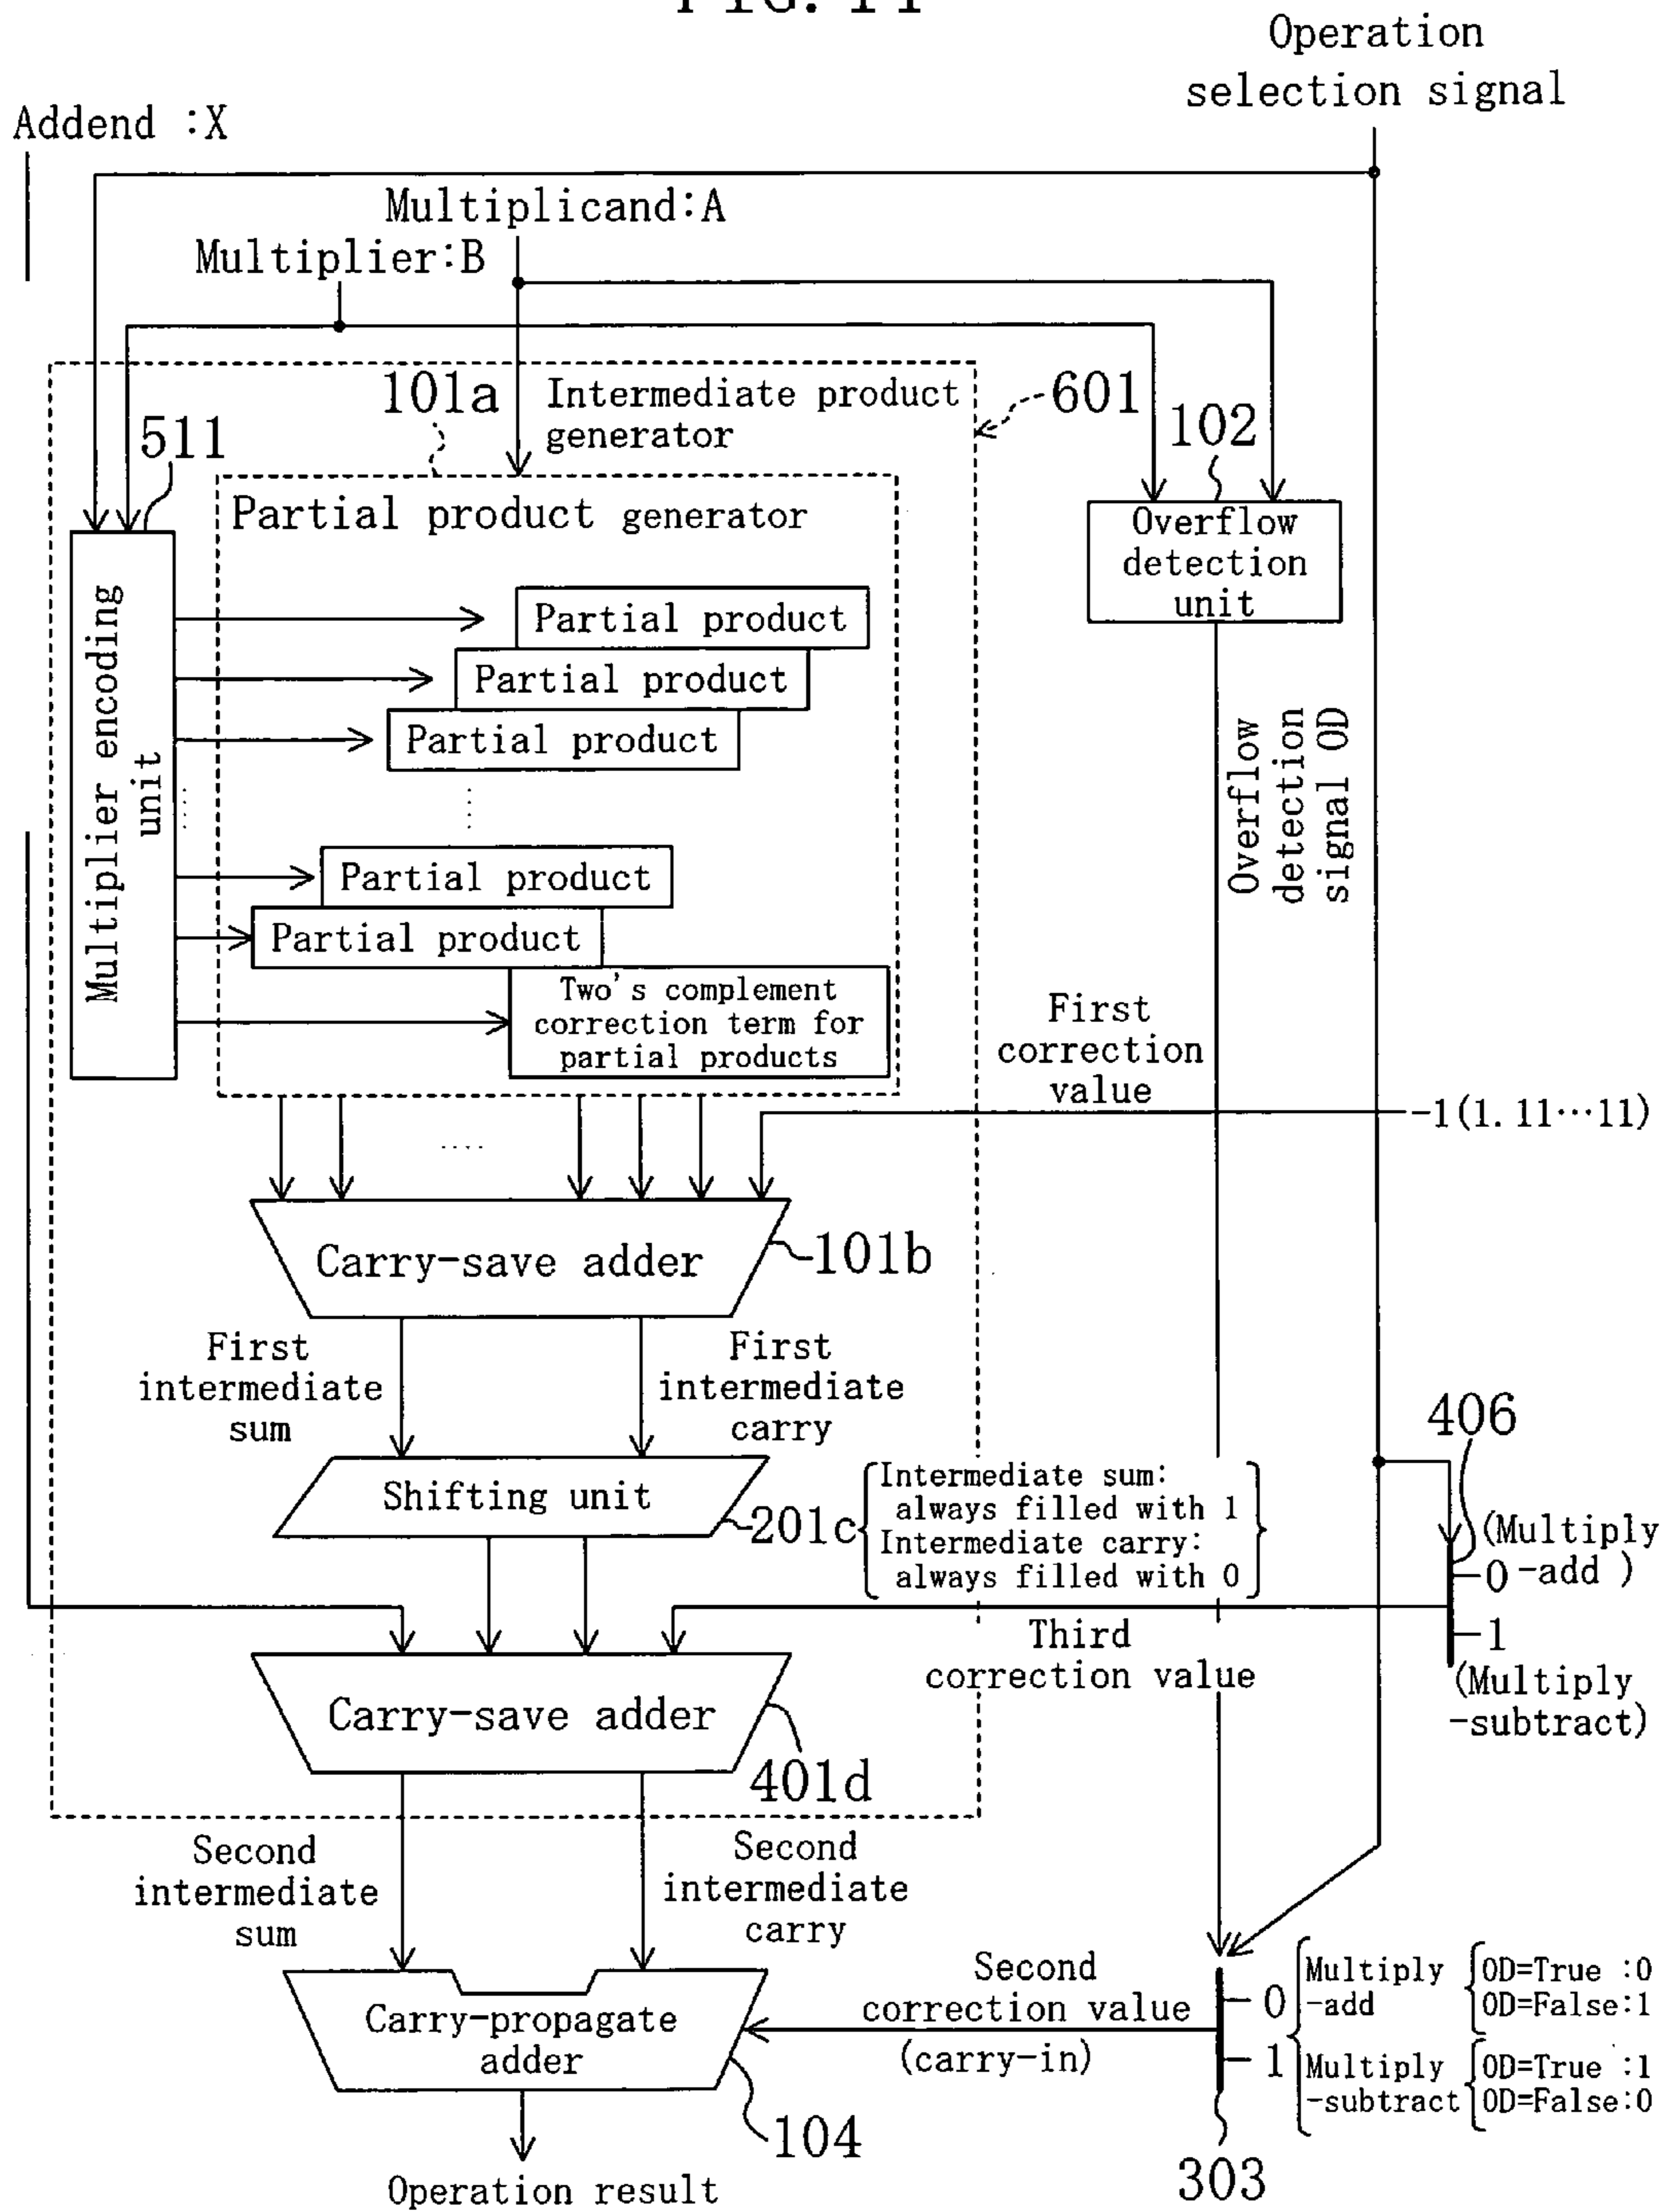 FIG. 11
Operation
selection signal
Addend :X
Multiplicand:A
Multiplier:B
101a
Intermediate product
generator
601
511
102
Partial product generator
Overflow
detection
unit
Multiplier encoding
unit
Partial product
Partial product
Partial product
Partial product
Partial product
Two's complement
correction term for
partial products
Overflow
detection
signal OD
First
correction
value
-1(1.11···11)
Carry-save adder
101b
First
intermediate
sum
First
intermediate
carry
406
Shifting unit
201c
Intermediate sum:
always filled with 1
Intermediate carry:
always filled with 0
(Multiply
0 -add )
1
(Multiply
-subtract)
Third
correction value
Carry-save adder
401d
Second
intermediate
sum
Second
intermediate
carry
Carry-propagate
adder
104
Second
correction value
(carry-in)
0
1
Multiply
-add
OD=True :0
OD=False:1
Multiply
-subtract
OD=True :1
OD=False:0
303
Operation result